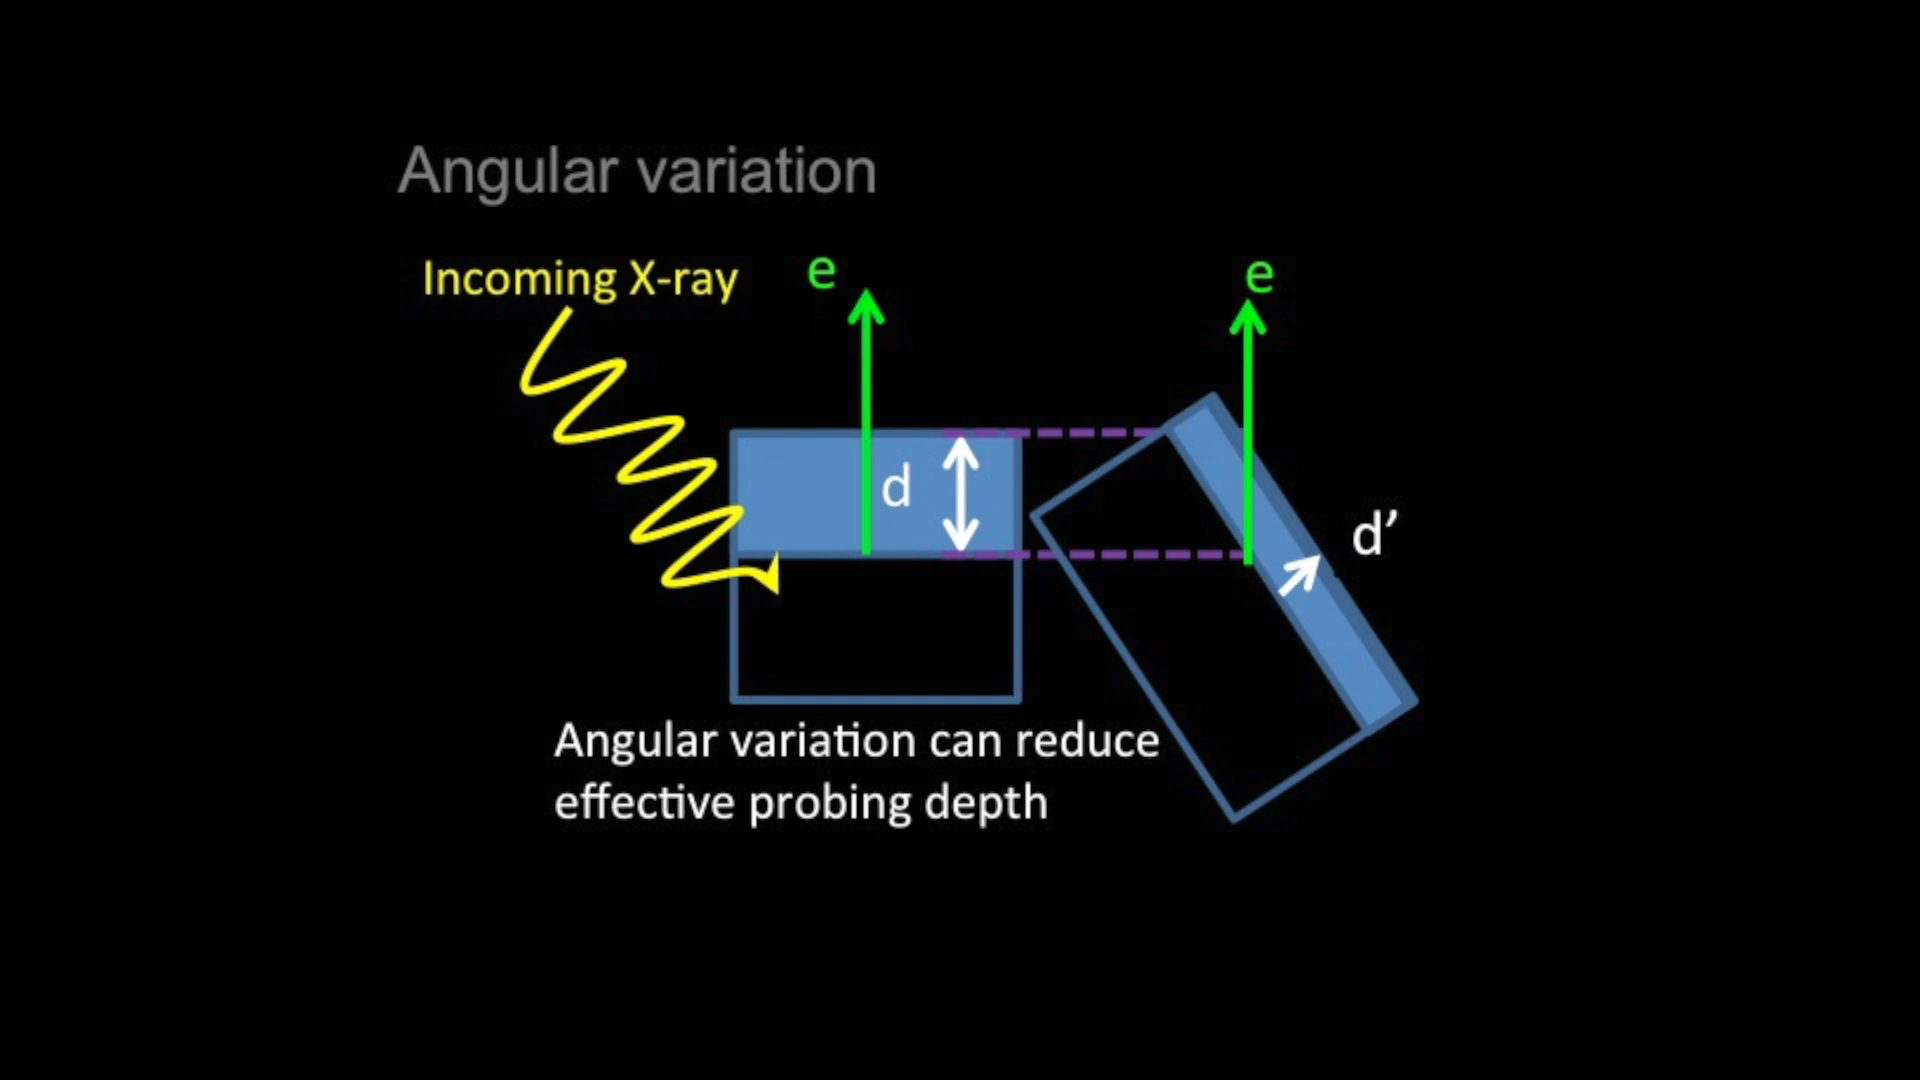 Angular variation
Incoming X-ray
e
e
d
d’
Angular variation can reduce
effective probing depth